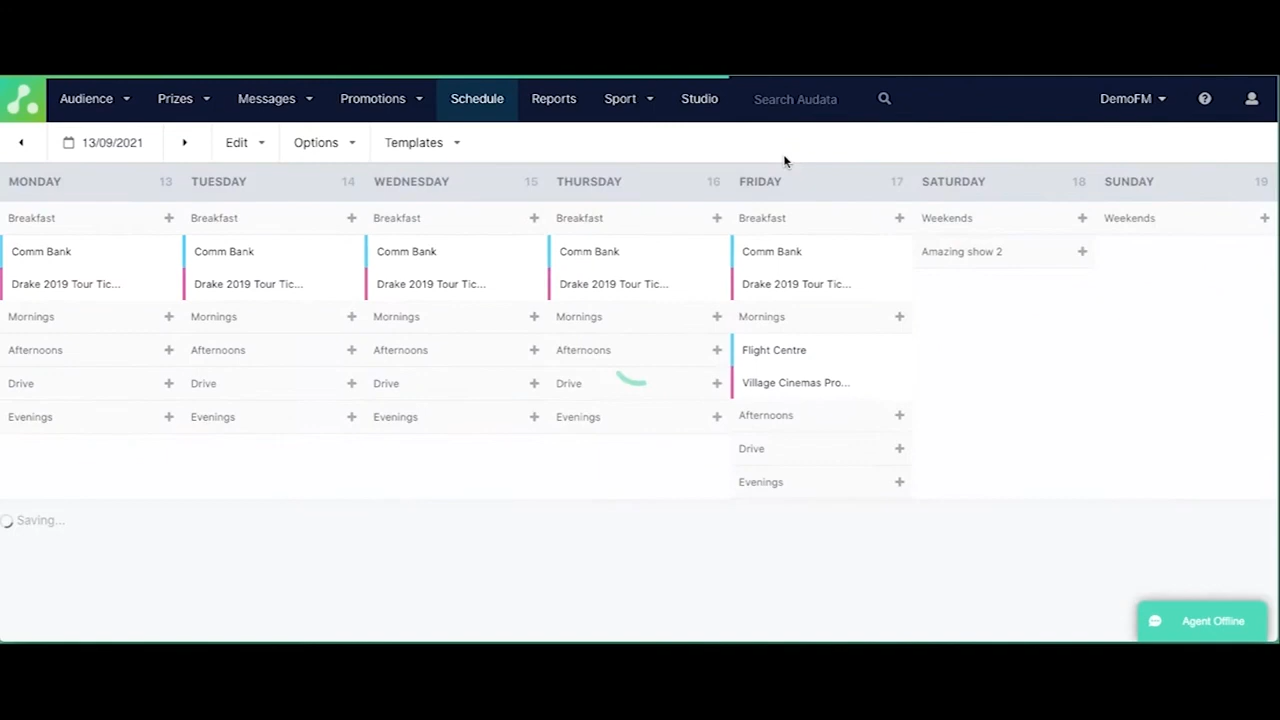 Audience Prizes Messages Promotions Schedule Reports Sport Studio Search Audata DemoFM
13/09/2021 Edit Options Templates
MONDAY 13 TUESDAY 14 WEDNESDAY 15 THURSDAY 16 FRIDAY 17 SATURDAY 18 SUNDAY 19
Breakfast + Breakfast + Breakfast + Breakfast + Breakfast + Weekends + Weekends +
Comm Bank Comm Bank Comm Bank Comm Bank Comm Bank Amazing show 2 +
Drake 2019 Tour Tic... Drake 2019 Tour Tic... Drake 2019 Tour Tic... Drake 2019 Tour Tic... Drake 2019 Tour Tic...
Mornings + Mornings + Mornings + Mornings + Mornings +
Afternoons + Afternoons + Afternoons + Afternoons + Flight Centre
Drive + Drive + Drive + Drive + Village Cinemas Pro...
Evenings + Evenings + Evenings + Evenings + Afternoons +
Drive +
Evenings +
Saving...
Agent Offline